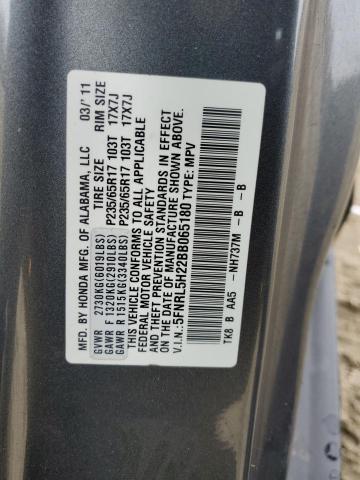 MFD. BY HONDA MFG. OF ALABAMA, LLC 03/'11
TIRE SIZE RIM SIZE
GVWR 2730KG(6019LBS)
GAWR F 1320KG(2910LBS) P235/65R17 103T 17X7J
GAWR R 1515KG(3340LBS) P235/65R17 103T 17X7J
THIS VEHICLE CONFORMS TO ALL APPLICABLE
FEDERAL MOTOR VEHICLE SAFETY
AND THEFT PREVENTION STANDARDS IN EFFECT
ON THE DATE OF MANUFACTURE SHOWN ABOVE.
V.I.N.: 5FNRL5H22BB065180 TYPE: MPV
TK8 B AA5 -NH737M - B - B